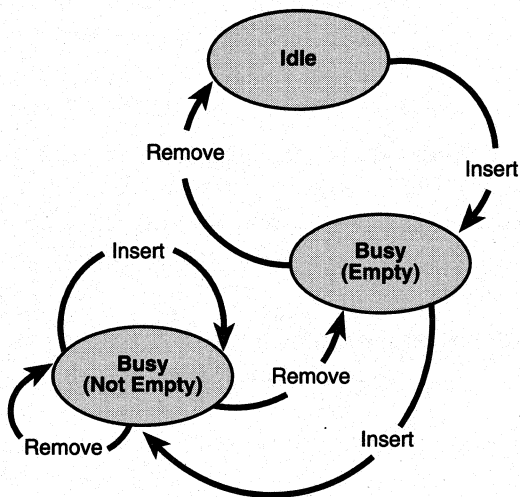 Idle
Remove
Insert
Busy
(Empty)
Insert
Busy
(Not Empty)
Remove
Remove
Insert